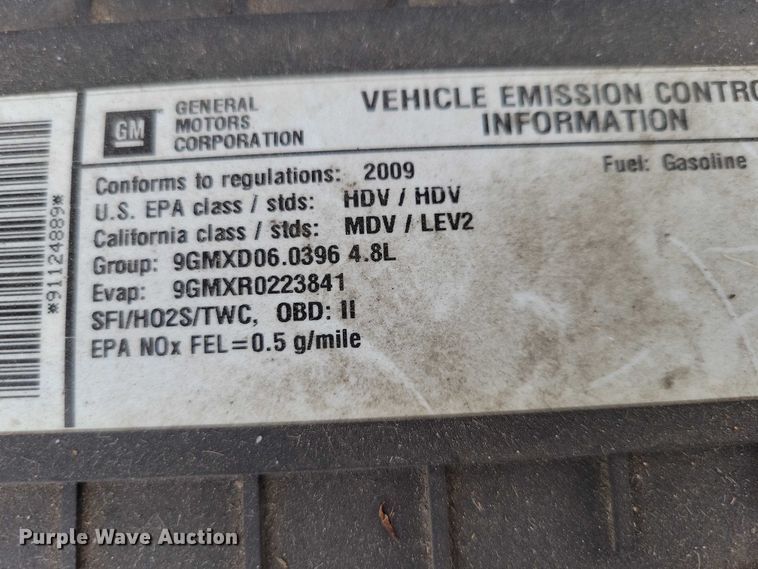 GM
GENERAL
MOTORS
CORPORATION
VEHICLE EMISSION CONTRO
INFORMATION
Conforms to regulations: 2009
Fuel: Gasoline
U.S. EPA class / stds: HDV / HDV
California class / stds: MDV / LEV2
Group: 9GMXD06.0396 4.8L
Evap: 9GMXR0223841
SFI/HO2S/TWC, OBD: II
EPA NOx FEL=0.5 g/mile
*91124889*
Purple Wave Auction